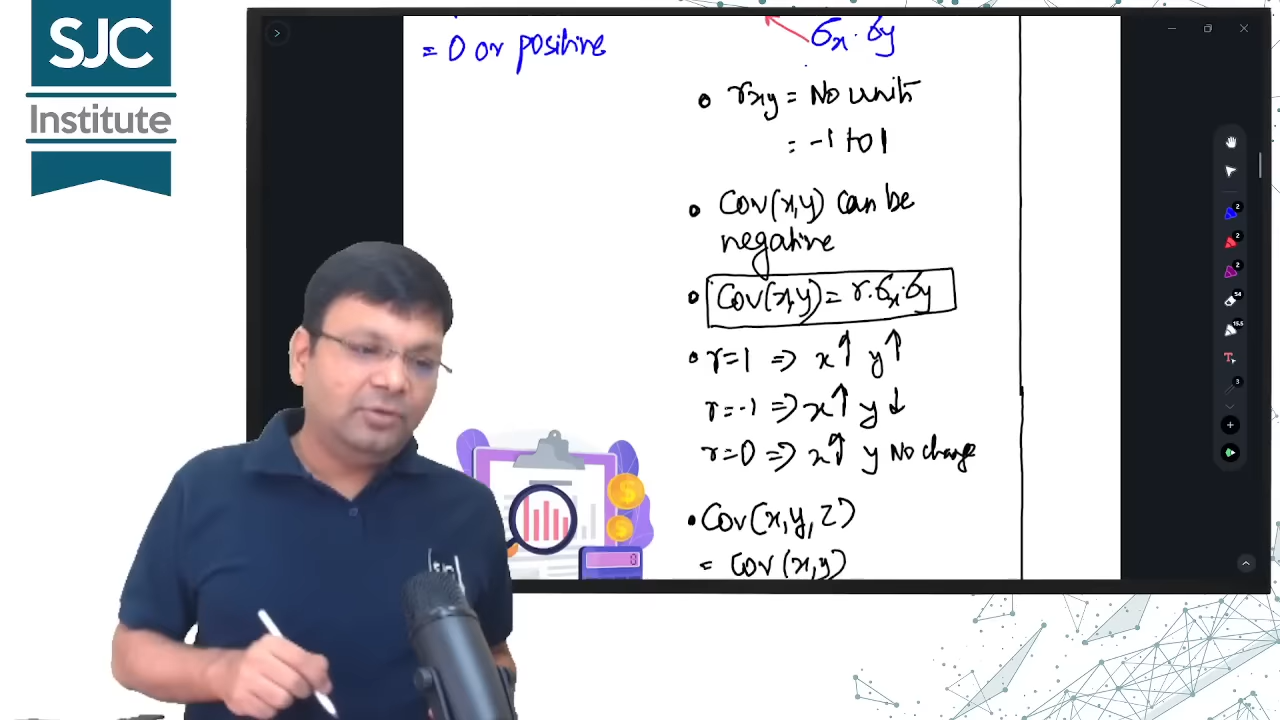 SJC
Institute
= 0 or positive
σx · σy
• rxy = No unit
= -1 to 1
• Cov(x,y) can be
negative
• Cov(x,y) = r·σx·σy
• r=1 ⇒ x↑ y↑
r=-1 ⇒ x↑ y↓
r=0 ⇒ x↑ y No change
• Cov(x,y,z)
= Cov(x,y)